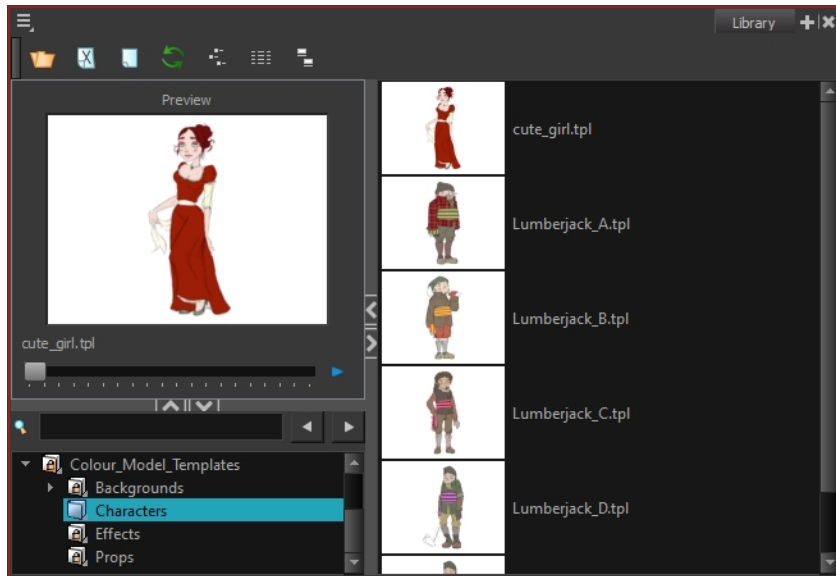 Library
Preview
cute_girl.tpl
cute_girl.tpl
Lumberjack_A.tpl
Lumberjack_B.tpl
Lumberjack_C.tpl
Lumberjack_D.tpl
Colour_Model_Templates
Backgrounds
Characters
Effects
Props